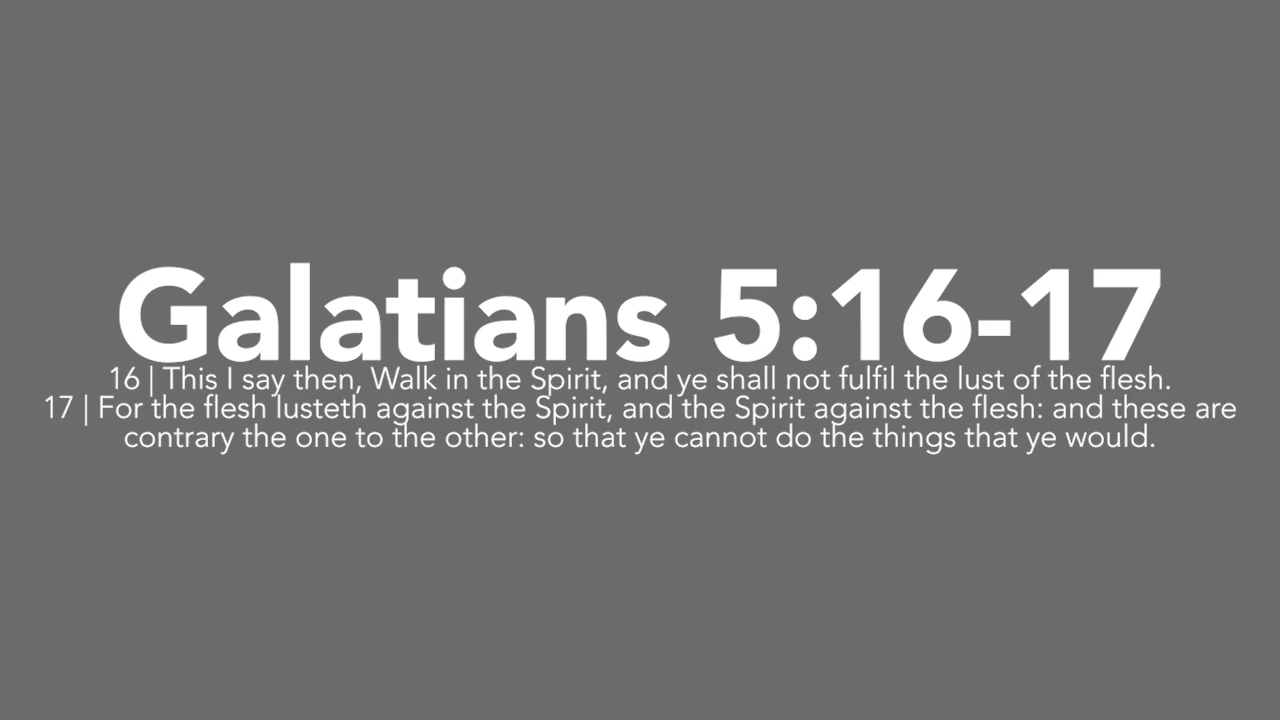 Galatians 5:16-17
16 | This I say then, Walk in the Spirit, and ye shall not fulfil the lust of the flesh.
17 | For the flesh lusteth against the Spirit, and the Spirit against the flesh: and these are
contrary the one to the other: so that ye cannot do the things that ye would.